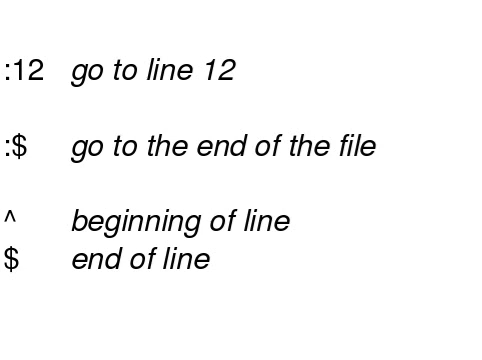 :12 go to line 12
:$ go to the end of the file
^ beginning of line
$ end of line